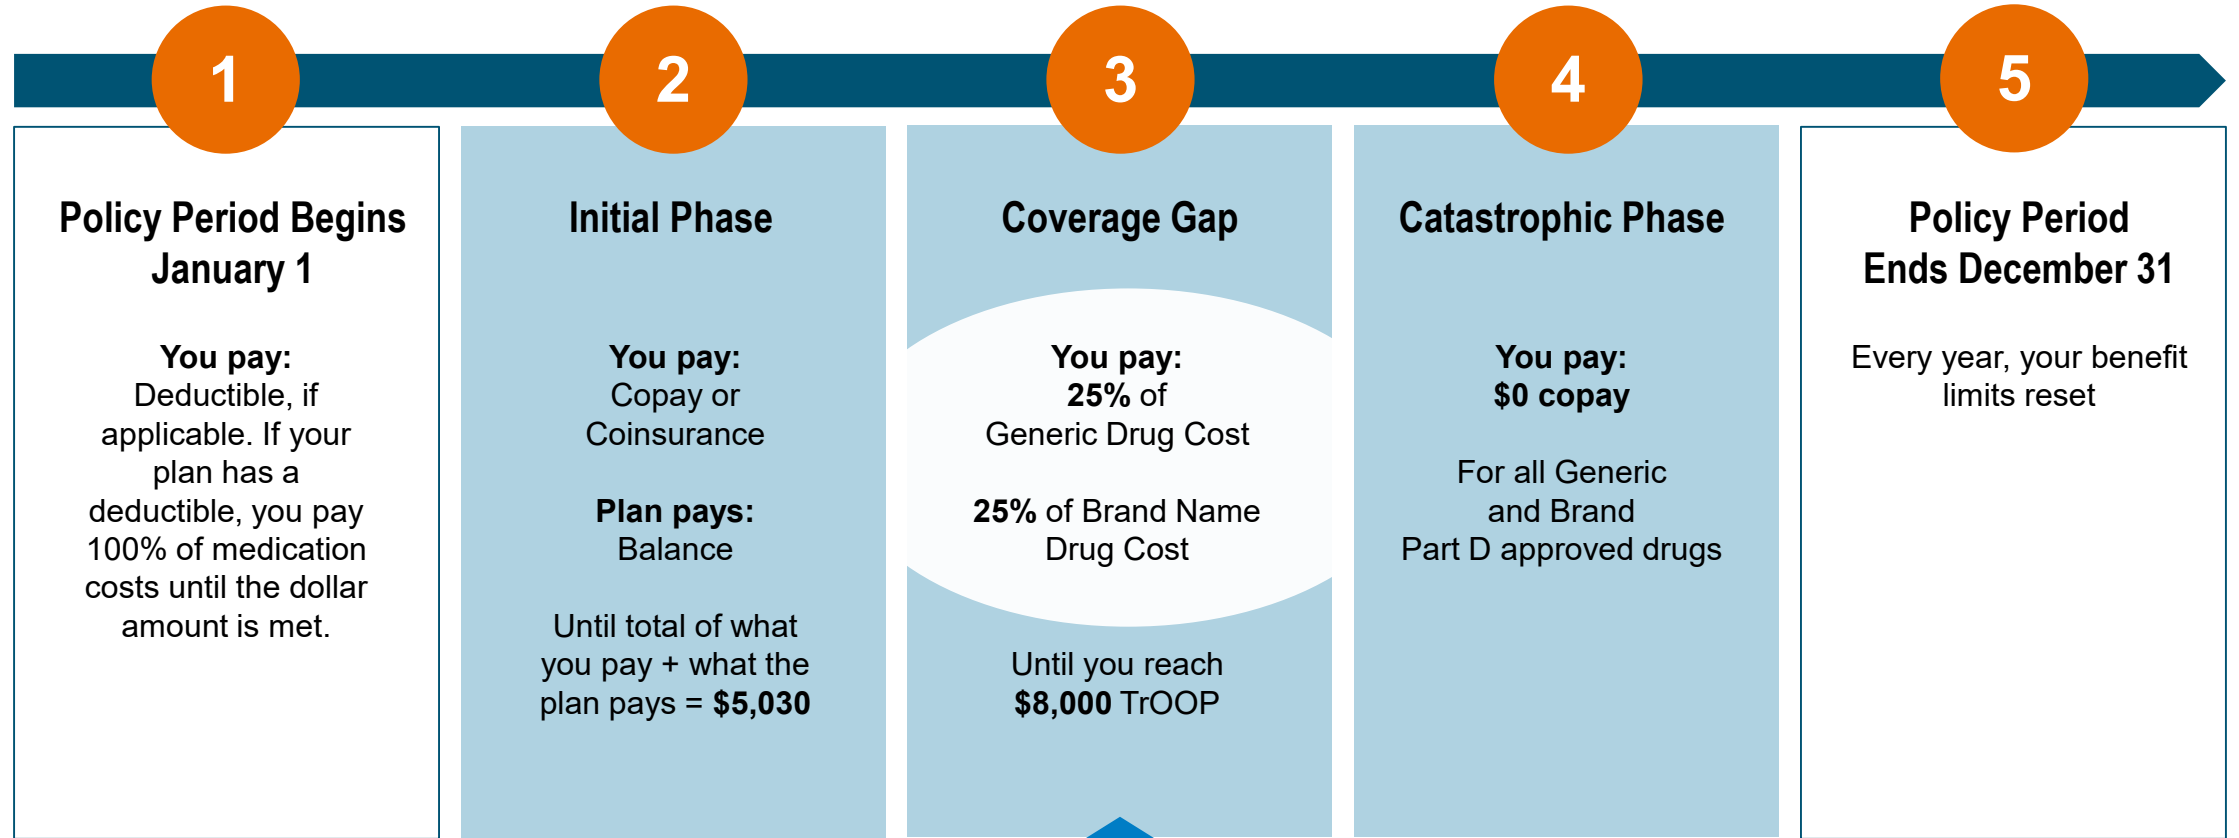 1
2
3
4
5
Policy Period Begins
January 1
You pay:
Deductible, if
applicable. If your
plan has a
deductible, you pay
100% of medication
costs until the dollar
amount is met.
Initial Phase
You pay:
Copay or
Coinsurance
Plan pays:
Balance
Until total of what
you pay + what the
plan pays = $5,030
Coverage Gap
You pay:
25% of
Generic Drug Cost
25% of Brand Name
Drug Cost
Until you reach
$8,000 TrOOP
Catastrophic Phase
You pay:
$0 copay
For all Generic
and Brand
Part D approved drugs
Policy Period
Ends December 31
Every year, your benefit
limits reset